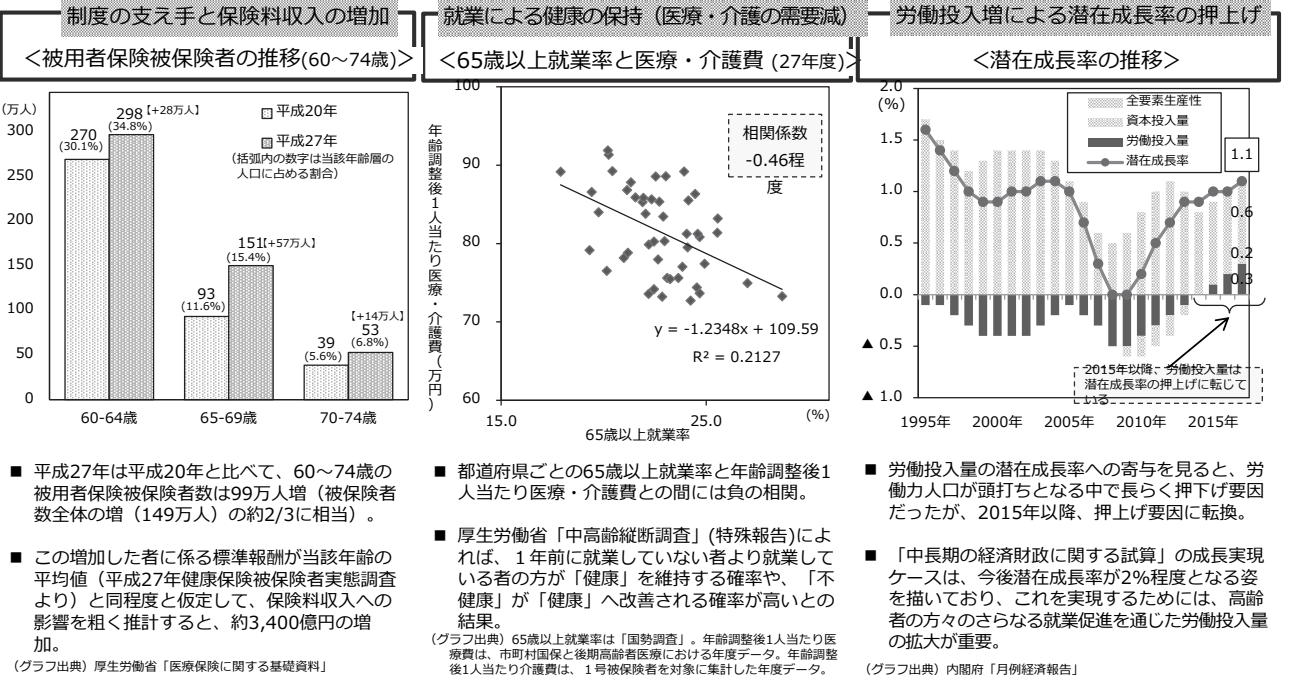 制度の支え手と保険料収入の増加
＜被用者保険被保険者の推移(60～74歳)＞
(万人)
300
250
200
150
100
50
0
270
(30.1%)
298
【+28万人】
(34.8%)
93
(11.6%)
151
【+57万人】
(15.4%)
39
(5.6%)
【+14万人】
53
(6.8%)
平成20年
平成27年
(括弧内の数字は当該年齢層の
人口に占める割合)
60-64歳
65-69歳
70-74歳
■ 平成27年は平成20年と比べて、60～74歳の
被用者保険被保険者数は99万人増（被保険者
数全体の増（149万人）の約2/3に相当）。
■ この増加した者に係る標準報酬が当該年齢の
平均値（平成27年健康保険被保険者実態調査
より）と同程度と仮定して、保険料収入への
影響を粗く推計すると、約3,400億円の増
加。
（グラフ出典）厚生労働省「医療保険に関する基礎資料」
就業による健康の保持（医療・介護の需要減）
＜65歳以上就業率と医療・介護費 (27年度)＞
年齢調整後1人当たり医療・介護費(万円)
100
90
80
70
60
相関係数
-0.46程
度
y = -1.2348x + 109.59
R² = 0.2127
15.0
25.0
(%)
65歳以上就業率
■ 都道府県ごとの65歳以上就業率と年齢調整後1
人当たり医療・介護費との間には負の相関。
■ 厚生労働省「中高齢縦断調査」(特殊報告)によ
れば、１年前に就業していない者より就業して
いる者の方が「健康」を維持する確率や、「不
健康」が「健康」へ改善される確率が高いとの
結果。
（グラフ出典）65歳以上就業率は「国勢調査」。年齢調整後1人当たり医
療費は、市町村国保と後期高齢者医療における年度データ。年齢調整
後1人当たり介護費は、１号被保険者を対象に集計した年度データ。
労働投入増による潜在成長率の押上げ
＜潜在成長率の推移＞
2.0
(%)
1.5
1.0
0.5
0.0
▲ 0.5
▲ 1.0
全要素生産性
資本投入量
労働投入量
潜在成長率
1.1
0.6
0.2
0.3
2015年以降、労働投入量は
潜在成長率の押上げに転じて
いる
1995年
2000年
2005年
2010年
2015年
■ 労働投入量の潜在成長率への寄与を見ると、労
働力人口が頭打ちとなる中で長らく押下げ要因
だったが、2015年以降、押上げ要因に転換。
■ 「中長期の経済財政に関する試算」の成長実現
ケースは、今後潜在成長率が2%程度となる姿
を描いており、これを実現するためには、高齢
者の方々のさらなる就業促進を通じた労働投入量
の拡大が重要。
（グラフ出典）内閣府「月例経済報告」